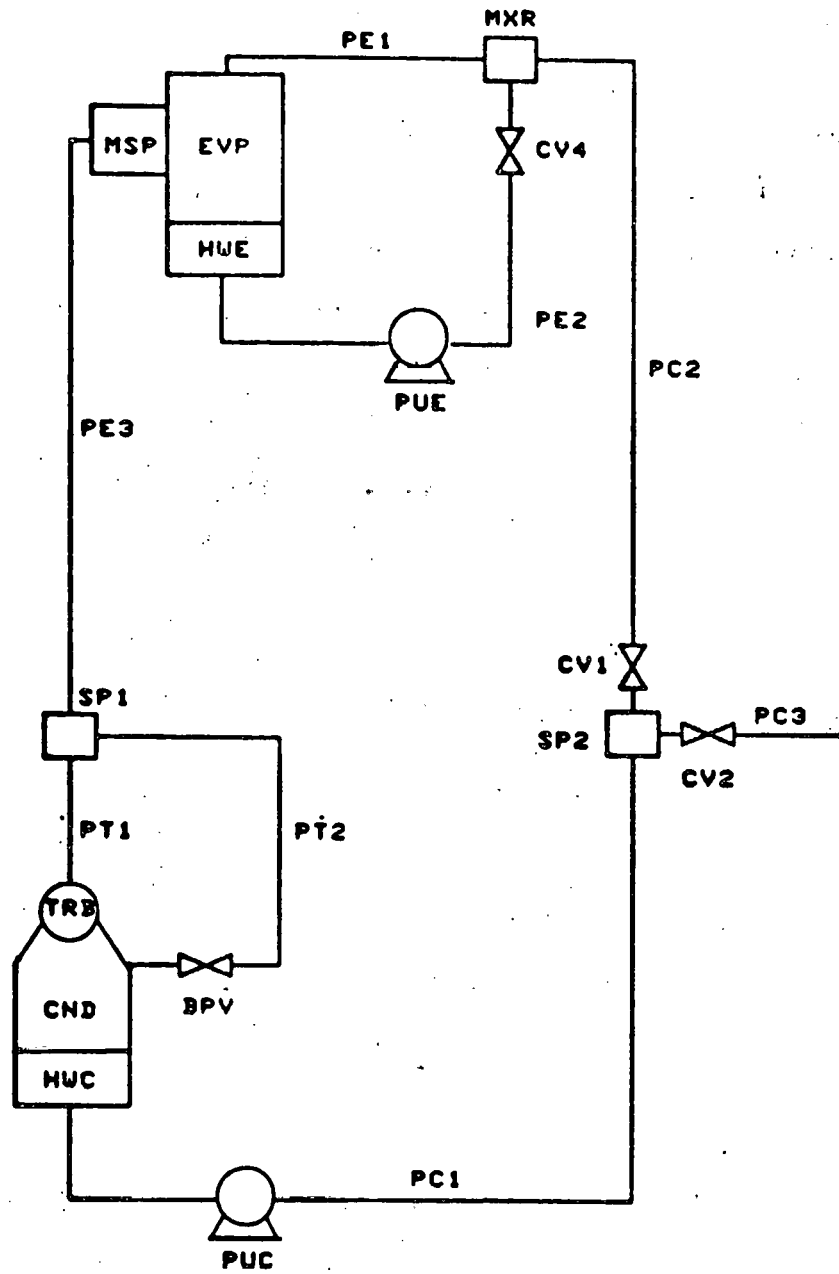 MXR
PE1
MSP
EVP
CV4
HWE
PE2
PUE
PC2
PE3
CV1
SP1
PC3
SP2
CV2
PT1
PT2
TRB
BPV
CND
HWC
PC1
PUC